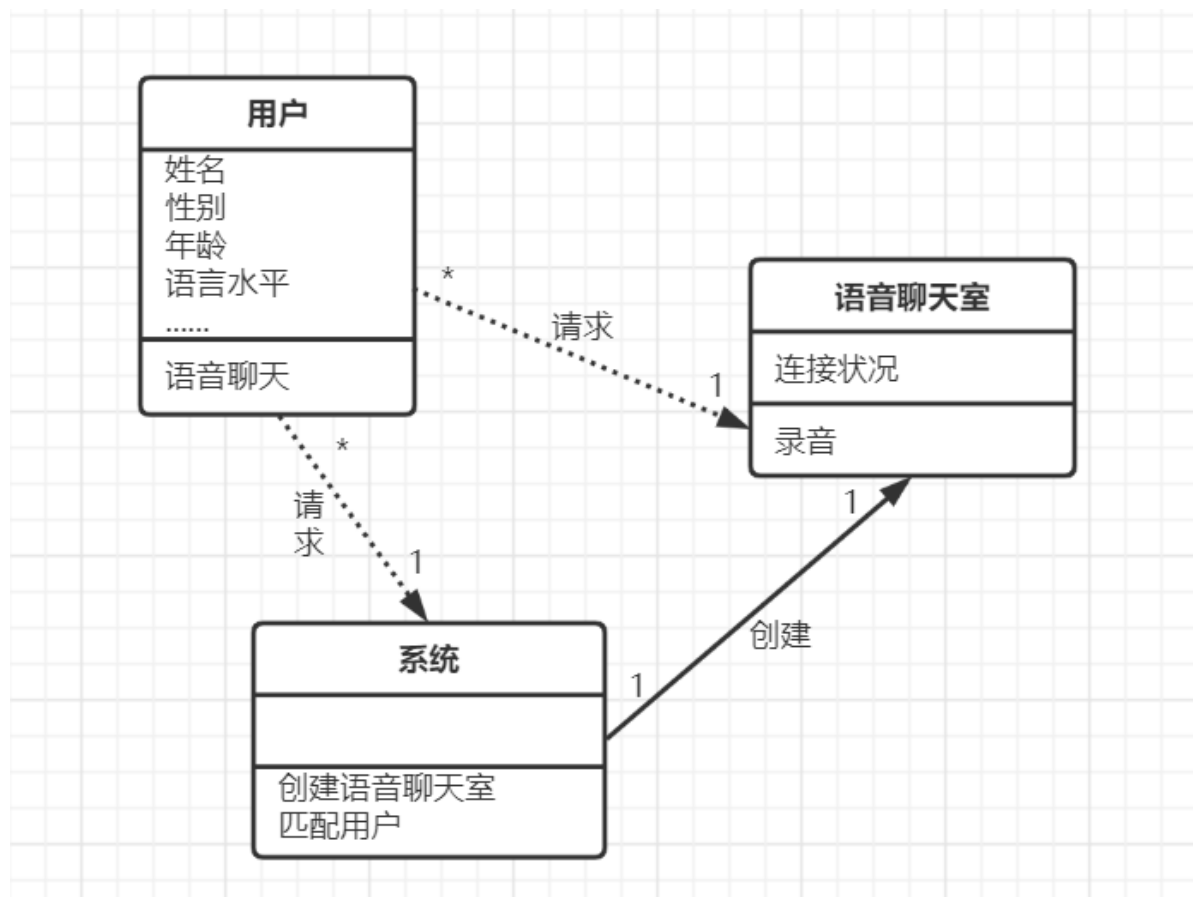 用户
姓名
性别
年龄
语言水平
......
语音聊天
*
请求
1
语音聊天室
连接状况
录音
*
请
求
1
1
创建
1
系统
创建语音聊天室
匹配用户